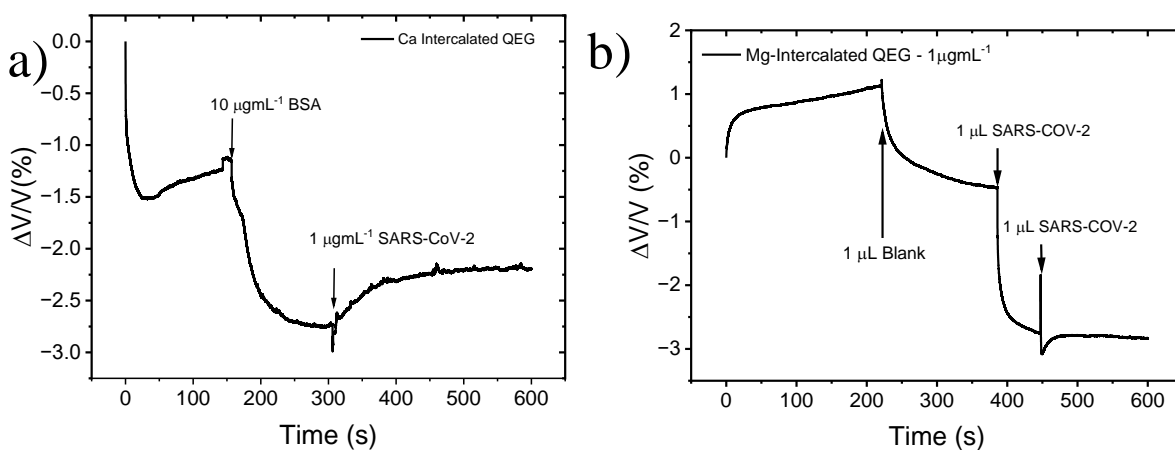 a)
Ca Intercalated QEG
10 μgmL⁻¹ BSA
1 μgmL⁻¹ SARS-CoV-2
ΔV/V(%)
0.0
−0.5
−1.0
−1.5
−2.0
−2.5
−3.0
0 100 200 300 400 500 600
Time (s)
b)
Mg-Intercalated QEG - 1μgmL⁻¹
1 μL SARS-COV-2
1 μL SARS-COV-2
1 μL Blank
ΔV/V (%)
2
1
0
−1
−2
−3
0 100 200 300 400 500 600
Time (s)